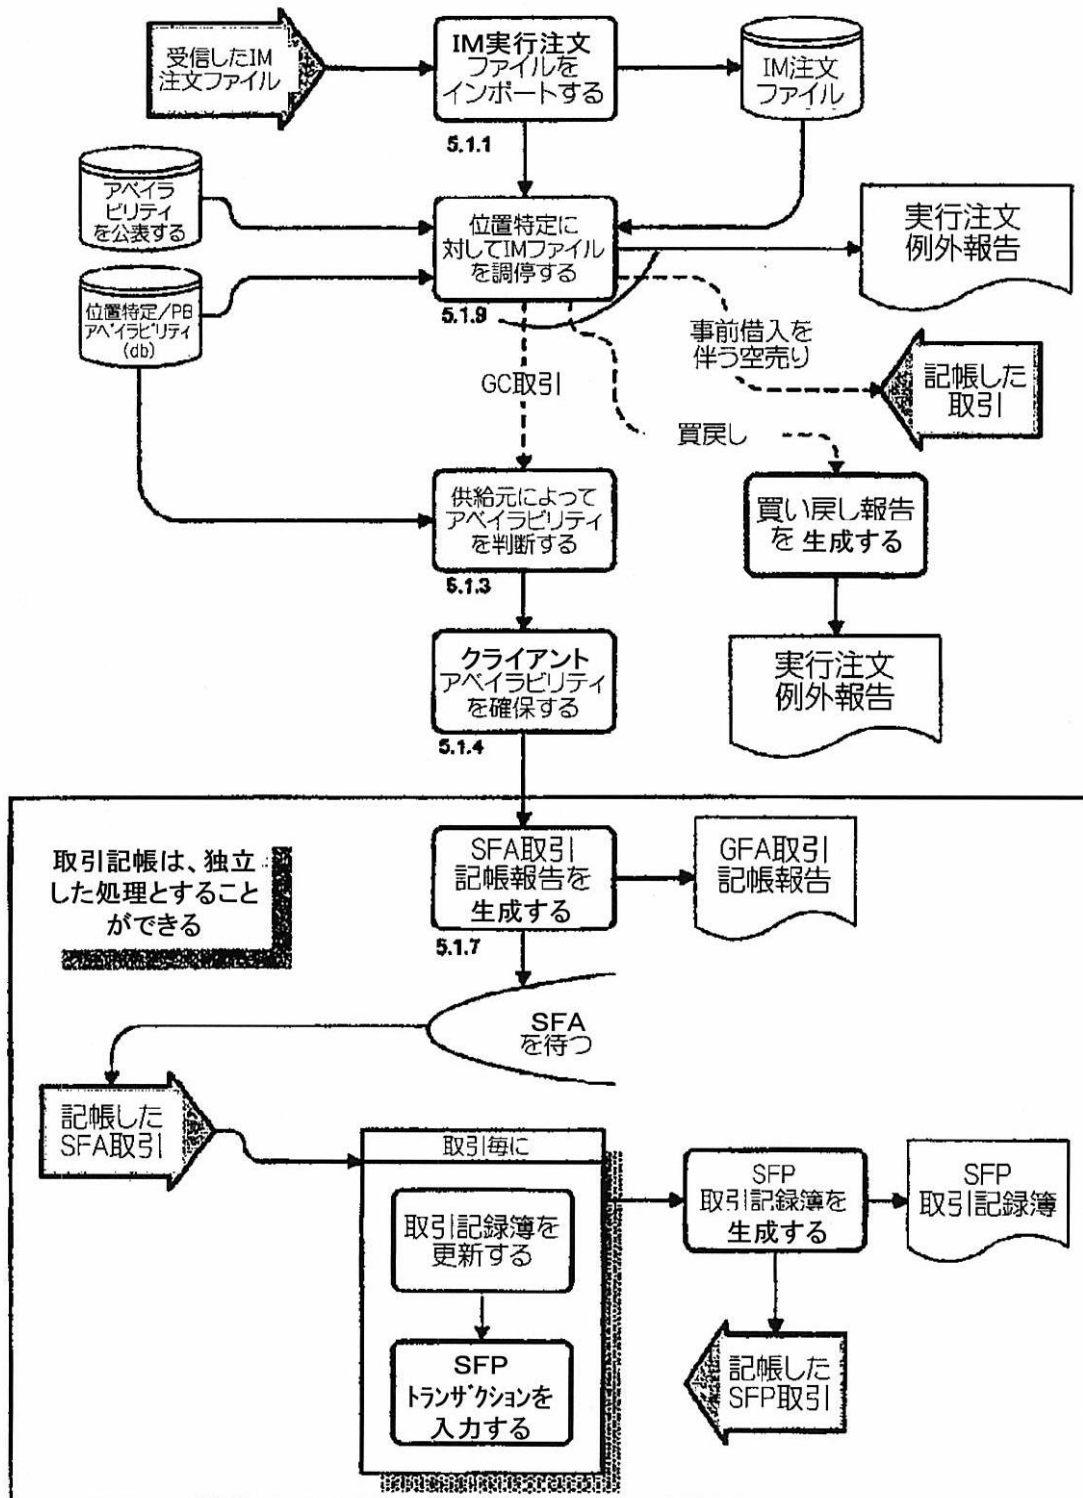 受信したIM
注文ファイル
IM実行注文
ファイルを
インポートする
IM注文
ファイル
5.1.1
アベイラ
ビリティ
を公表する
位置特定に
対してIMファイル
を調停する
実行注文
例外報告
位置特定/PB
アベイラビリティ
(db)
5.1.9
事前借入を
伴う空売り
記帳した
取引
GC取引
買戻し
供給元によって
アベイラビリティ
を判断する
買い戻し報告
を 生成する
5.1.3
クライアント
アベイラビリティ
を確保する
実行注文
例外報告
5.1.4
取引記帳は、独立
した処理とすること
ができる
SFA取引
記帳報告を
生成する
GFA取引
記帳報告
5.1.7
SFA
を待つ
記帳した
SFA取引
取引毎に
取引記録簿を
更新する
SFP
トランザクションを
入力する
SFP
取引記録簿を
生成する
SFP
取引記録簿
記帳した
SFP取引